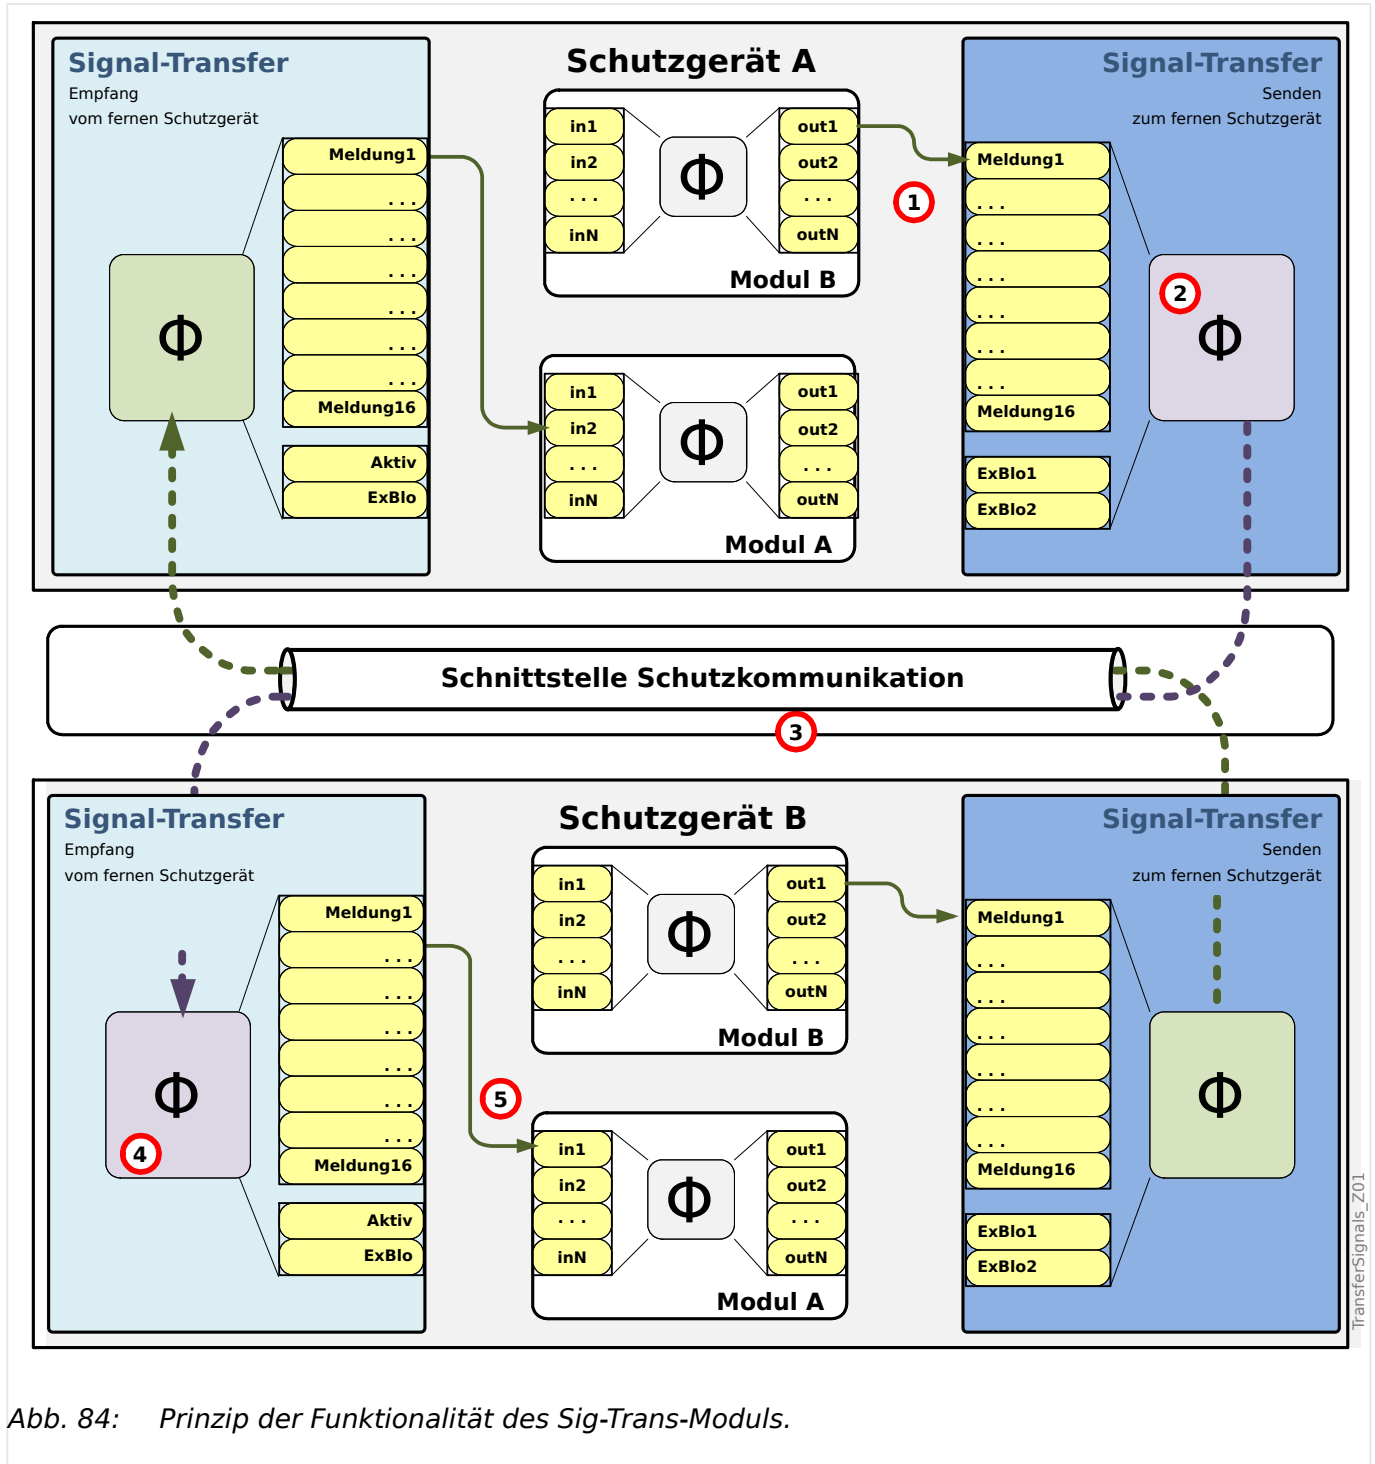 Signal-Transfer
Empfang
vom fernen Schutzgerät
Meldung1
. . .
. . .
. . .
. . .
. . .
. . .
Meldung16
Aktiv
ExBlo
Φ
Schutzgerät A
in1
in2
. . .
inN
Φ
out1
out2
. . .
outN
Modul B
in1
in2
. . .
inN
Φ
out1
out2
. . .
outN
Modul A
1
Signal-Transfer
Senden
zum fernen Schutzgerät
Meldung1
. . .
. . .
. . .
. . .
. . .
. . .
Meldung16
ExBlo1
ExBlo2
2
Φ
Schnittstelle Schutzkommunikation
3
Signal-Transfer
Empfang
vom fernen Schutzgerät
Meldung1
. . .
. . .
. . .
. . .
. . .
. . .
Meldung16
Aktiv
ExBlo
Φ
4
Schutzgerät B
in1
in2
. . .
inN
Φ
out1
out2
. . .
outN
Modul B
5
in1
in2
. . .
inN
Φ
out1
out2
. . .
outN
Modul A
Signal-Transfer
Senden
zum fernen Schutzgerät
Meldung1
. . .
. . .
. . .
. . .
. . .
. . .
Meldung16
ExBlo1
ExBlo2
Φ
TransferSignals_Z01
Abb. 84: Prinzip der Funktionalität des Sig-Trans-Moduls.